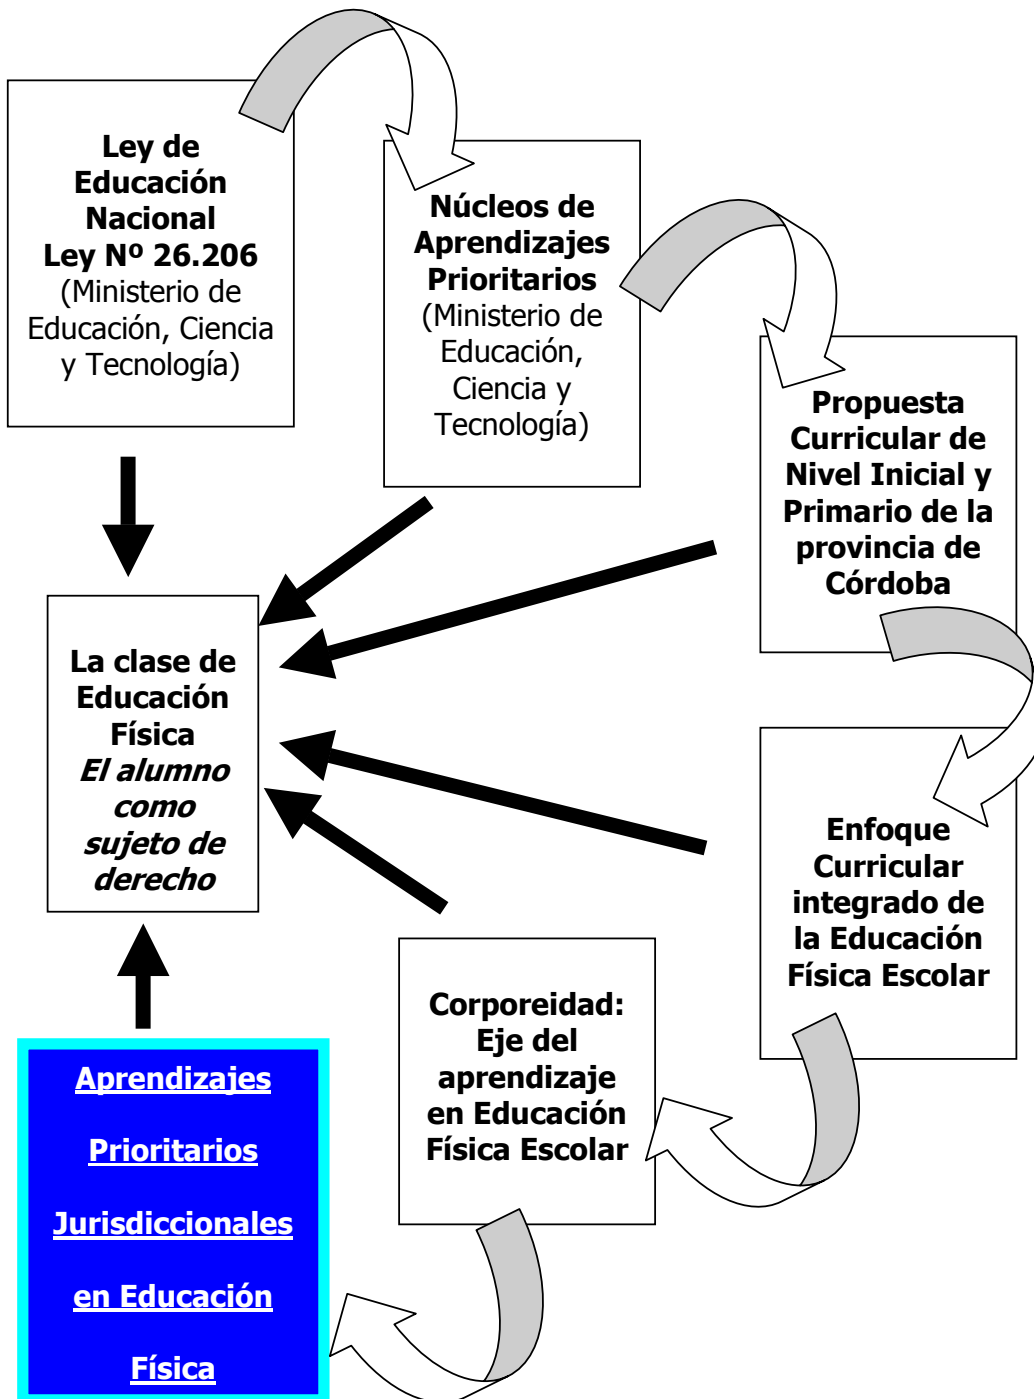 Ley de
Educación
Nacional
Ley Nº 26.206
(Ministerio de
Educación, Ciencia
y Tecnología)
Núcleos de
Aprendizajes
Prioritarios
(Ministerio de
Educación,
Ciencia y
Tecnología)
Propuesta
Curricular de
Nivel Inicial y
Primario de la
provincia de
Córdoba
La clase de
Educación
Física
El alumno
como
sujeto de
derecho
Enfoque
Curricular
integrado de
la Educación
Física Escolar
Corporeidad:
Eje del
aprendizaje
en Educación
Física Escolar
Aprendizajes
Prioritarios
Jurisdiccionales
en Educación
Física